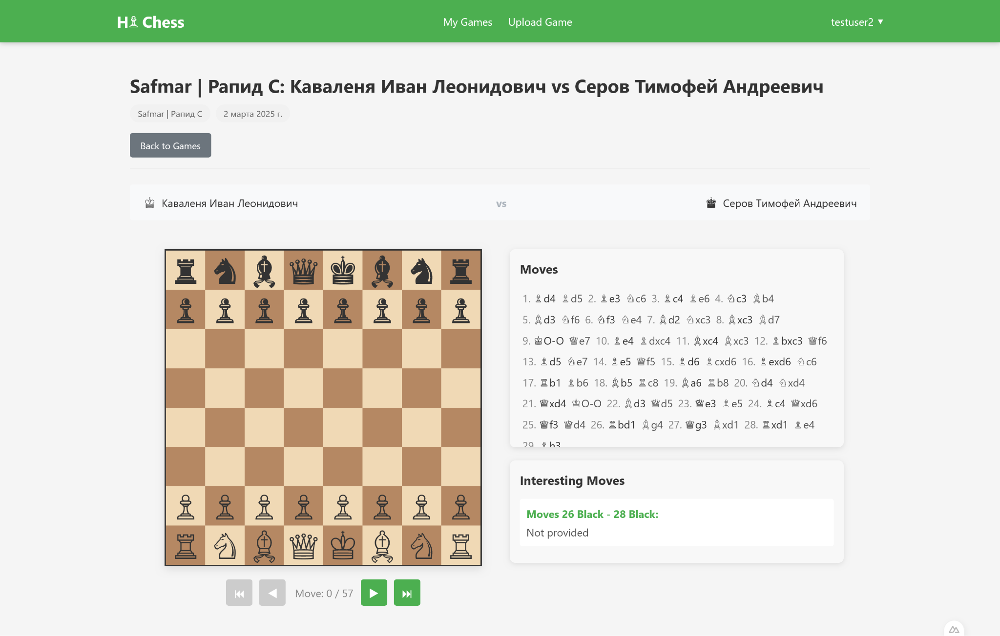 H♗ Chess
My Games Upload Game
testuser2 ▼
Safmar | Рапид C: Каваленя Иван Леонидович vs Серов Тимофей Андреевич
Safmar | Рапид C 2 марта 2025 г.
Back to Games
♔ Каваленя Иван Леонидович vs ♚ Серов Тимофей Андреевич
Moves
1. ♗d4 ♗d5 2. ♗e3 ♘c6 3. ♗c4 ♗e6 4. ♘c3 ♗b4
5. ♗d3 ♘f6 6. ♘f3 ♘e4 7. ♗d2 ♘xc3 8. ♗xc3 ♗d7
9. ♔O-O ♕e7 10. ♗e4 ♗dxc4 11. ♗xc4 ♗xc3 12. ♗bxc3 ♕f6
13. ♗d5 ♘e7 14. ♗e5 ♕f5 15. ♗d6 ♗cxd6 16. ♗exd6 ♘c6
17. ♖b1 ♗b6 18. ♗b5 ♖c8 19. ♗a6 ♖b8 20. ♘d4 ♘xd4
21. ♕xd4 ♔O-O 22. ♗d3 ♕d5 23. ♕e3 ♗e5 24. ♗c4 ♕xd6
25. ♕f3 ♕d4 26. ♖bd1 ♗g4 27. ♕g3 ♗xd1 28. ♖xd1 ♗e4
29. ♗h3
Interesting Moves
Moves 26 Black - 28 Black:
Not provided
Move: 0 / 57